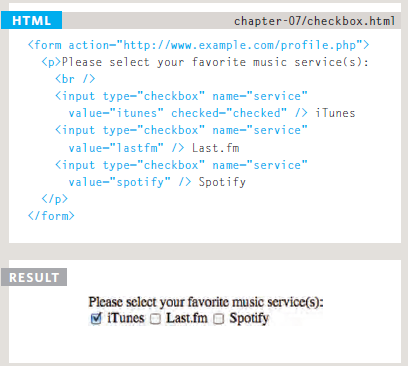 HTML
chapter-07/checkbox.html
<form action="http://www.example.com/profile.php">
<p>Please select your favorite music service(s):
<br />
<input type="checkbox" name="service"
value="itunes" checked="checked" /> iTunes
<input type="checkbox" name="service"
value="lastfm" /> Last.fm
<input type="checkbox" name="service"
value="spotify" /> Spotify
</p>
</form>
RESULT
Please select your favorite music service(s):
iTunes Last.fm Spotify